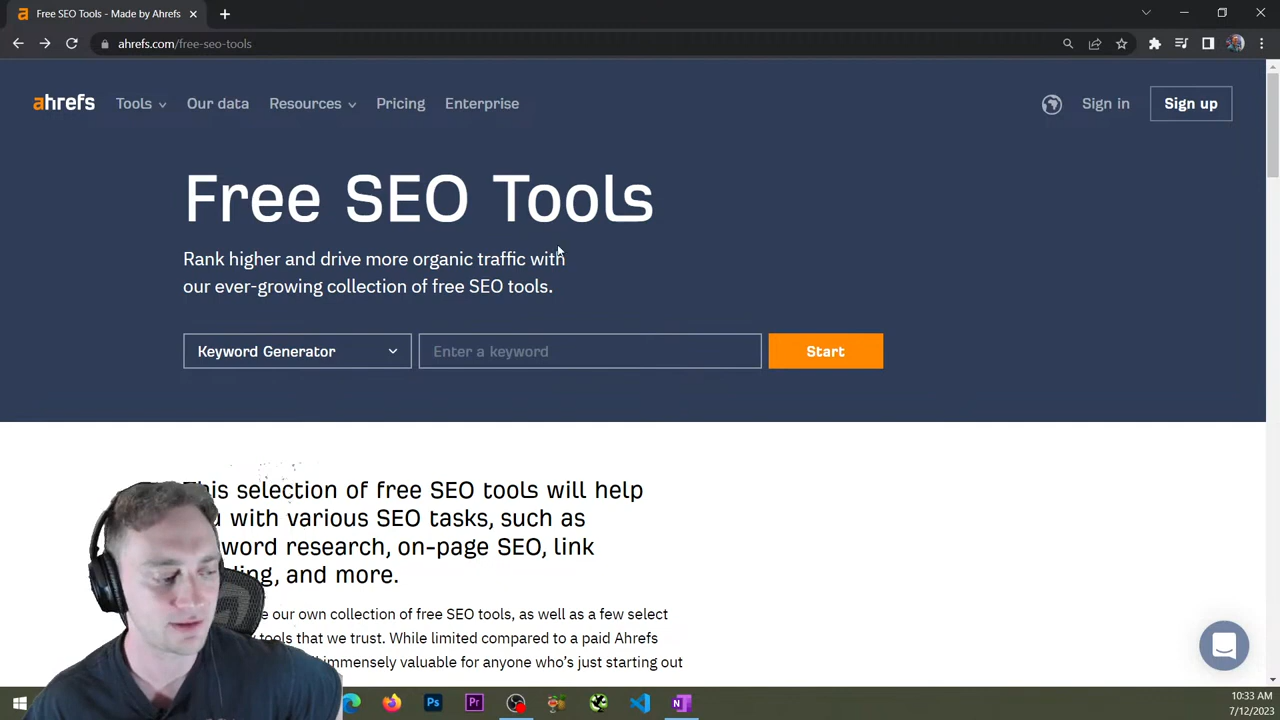 Free SEO Tools - Made by Ahrefs
ahrefs.com/free-seo-tools
ahrefs Tools Our data Resources Pricing Enterprise Sign in Sign up
Free SEO Tools
Rank higher and drive more organic traffic with
our ever-growing collection of free SEO tools.
Keyword Generator Enter a keyword Start
This selection of free SEO tools will help
with various SEO tasks, such as
word research, on-page SEO, link
ing, and more.
our own collection of free SEO tools, as well as a few select
tools that we trust. While limited compared to a paid Ahrefs
immensely valuable for anyone who's just starting out
Ps Pr N
10:33 AM
7/12/2023